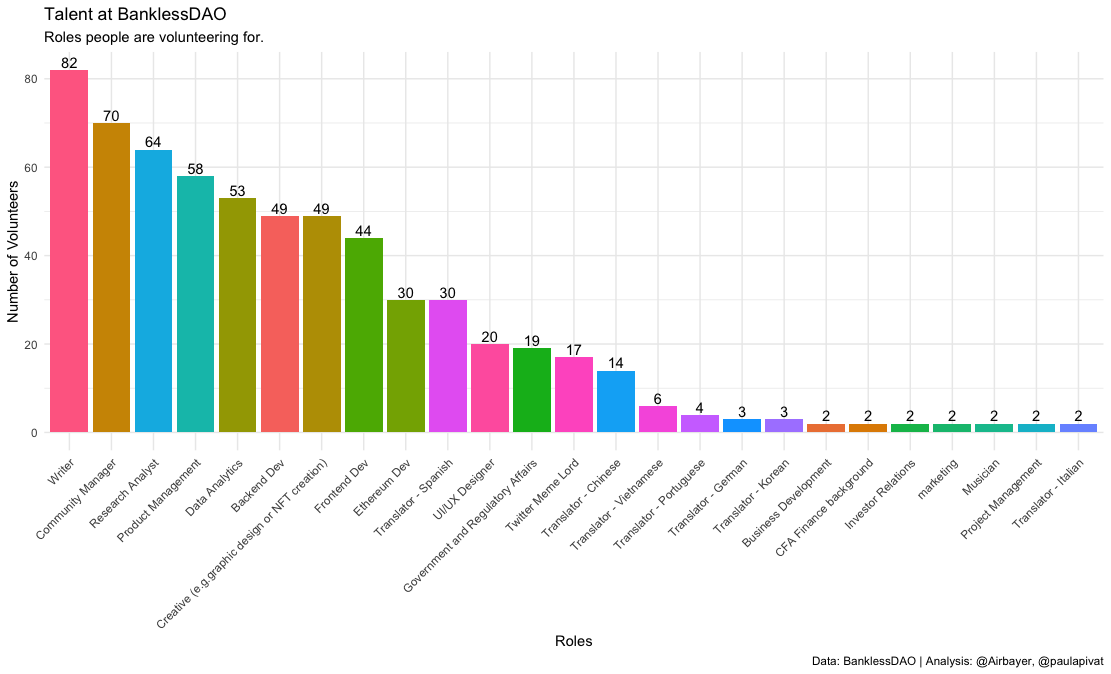 Talent at BanklessDAO
Roles people are volunteering for.
Number of Volunteers
80
60
40
20
0
82
70
64
58
53
49
49
44
30
30
20
19
17
14
6
4
3
3
2
2
2
2
2
2
2
Writer
Community Manager
Research Analyst
Product Management
Data Analytics
Backend Dev
Creative (e.g.graphic design or NFT creation)
Frontend Dev
Ethereum Dev
Translator - Spanish
UI/UX Designer
Government and Regulatory Affairs
Twitter Meme Lord
Translator - Chinese
Translator - Vietnamese
Translator - Portuguese
Translator - German
Translator - Korean
Business Development
CFA Finance background
Investor Relations
marketing
Musician
Project Management
Translator - Italian
Roles
Data: BanklessDAO | Analysis: @Airbayer, @paulapivat